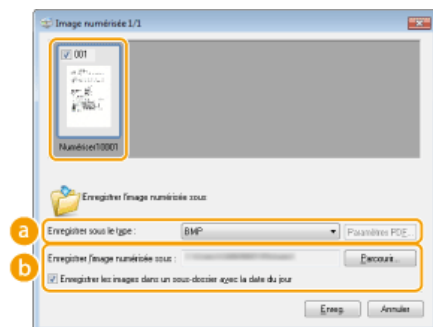 Image numérisée 1/1
001
Numériser10001
Enregistrer l'image numérisée sous
a
Enregistrer sous le type :
BMP
Paramètres PDF...
b
Enregistrer l'image numérisée sous :
Parcourir...
Enregistrer les images dans un sous-dossier avec la date du jour
Enreg.
Annuler